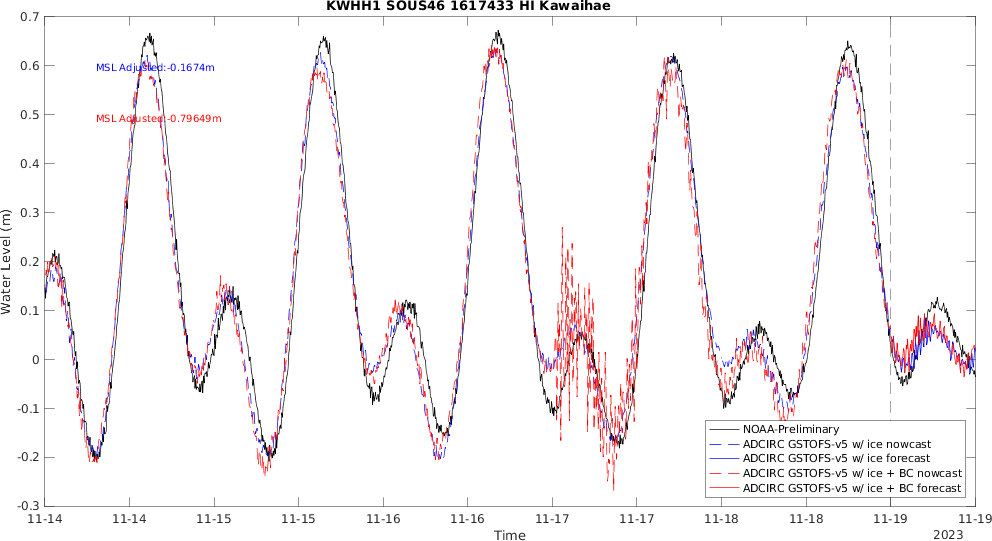 KWHH1 SOUS46 1617433 HI Kawaihae
0.7
0.6
0.5
0.4
0.3
0.2
0.1
0
-0.1
-0.2
-0.3
Water Level (m)
MSL Adjusted:-0.1674m
MSL Adjusted:-0.79649m
NOAA-Preliminary
ADCIRC GSTOFS-v5 w/ ice nowcast
ADCIRC GSTOFS-v5 w/ ice forecast
ADCIRC GSTOFS-v5 w/ ice + BC nowcast
ADCIRC GSTOFS-v5 w/ ice + BC forecast
11-14 11-14 11-15 11-15 11-16 11-16 11-17 11-17 11-18 11-18 11-19 11-19
Time
2023